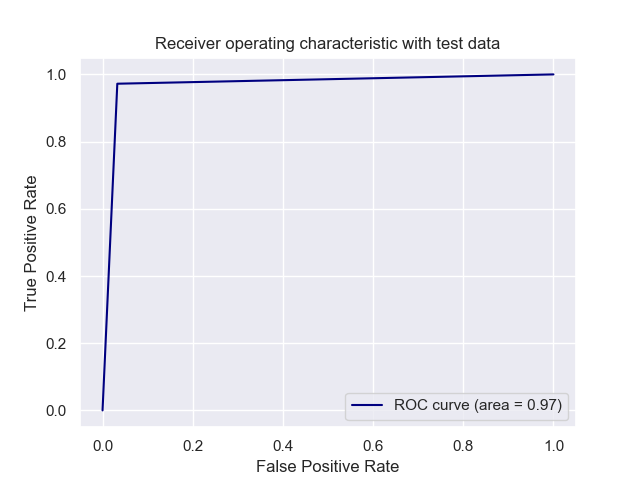 Receiver operating characteristic with test data
1.0
0.8
0.6
0.4
0.2
0.0
True Positive Rate
ROC curve (area = 0.97)
0.0 0.2 0.4 0.6 0.8 1.0
False Positive Rate